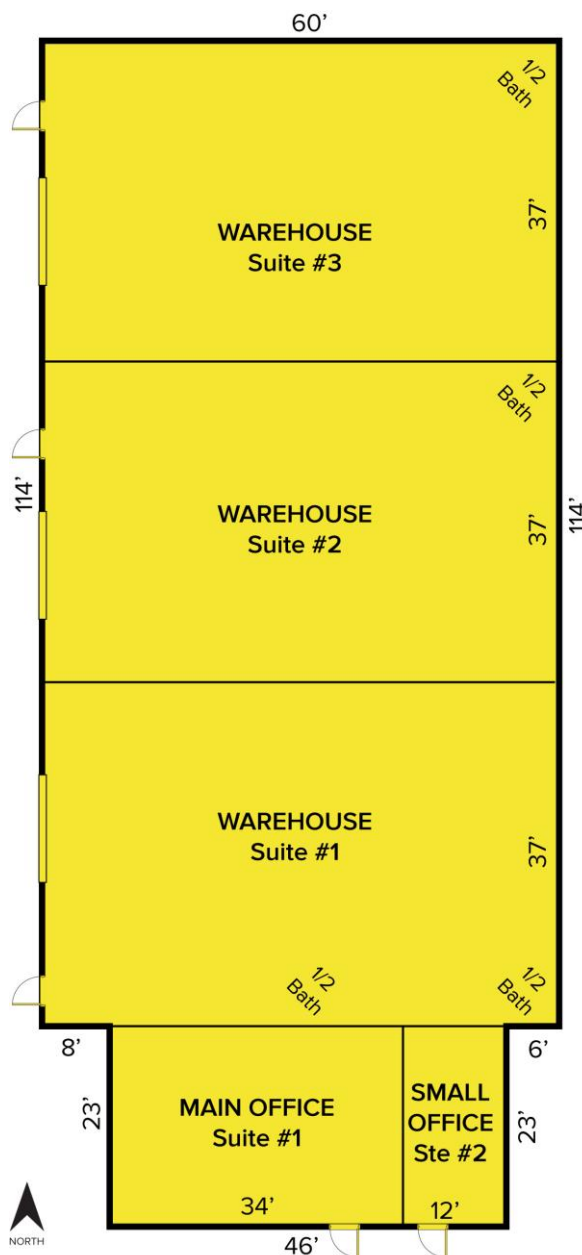 60'
1/2
Bath
37'
WAREHOUSE
Suite #3
1/2
Bath
114'
WAREHOUSE
Suite #2
37'
114'
WAREHOUSE
Suite #1
37'
1/2
Bath
1/2
Bath
8'
6'
23'
MAIN OFFICE
Suite #1
SMALL
OFFICE
Ste #2
23'
34'
12'
46'
NORTH